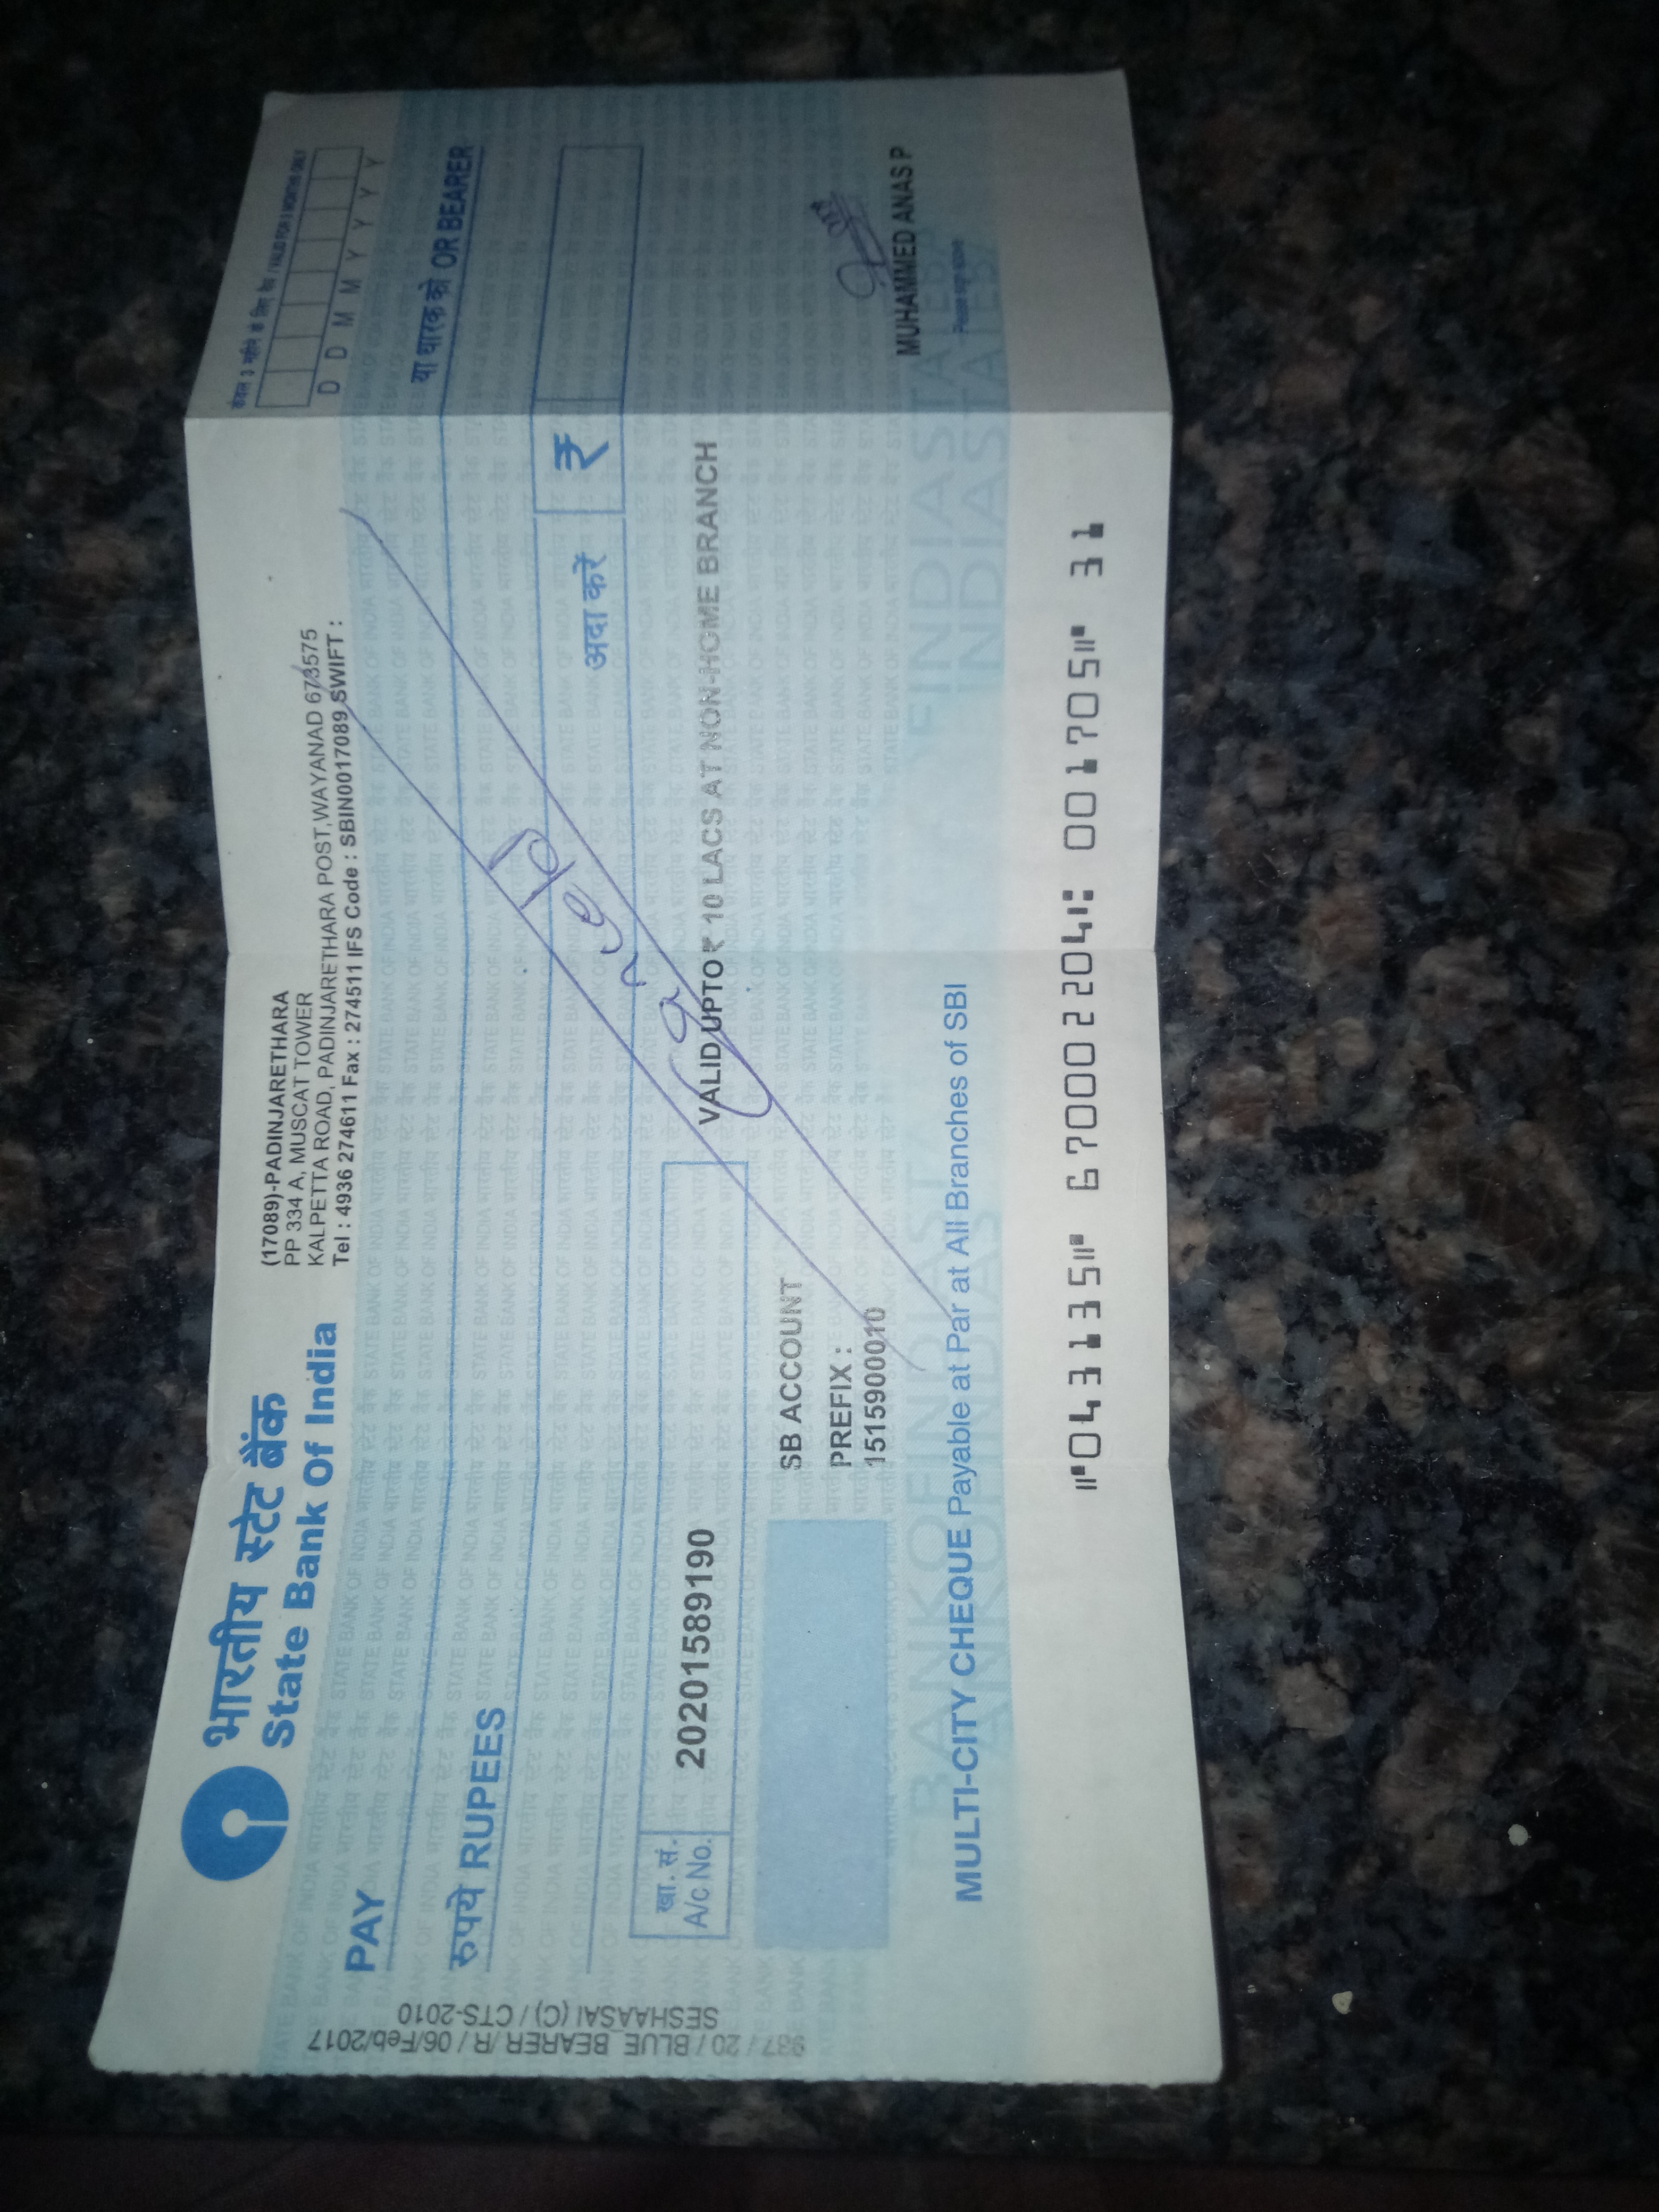 केवल 3 महीने के लिए वैध / VALID FOR 3 MONTHS ONLY
D D M M Y Y Y Y
भारतीय स्टेट बैंक
State Bank Of India
(17089)-PADINJARETHARA
PP 334 A, MUSCAT TOWER
KALPETTA ROAD, PADINJARETHARA POST,WAYANAD 673575
Tel : 4936 274611 Fax : 274511 IFS Code : SBIN0017089 SWIFT :
PAY
या धारक को OR BEARER
रुपये RUPEES
अदा करें ₹
खा. सं.
A/c No.
20201589190
VALID UPTO ₹ 10 LACS AT NON-HOME BRANCH
SB ACCOUNT
PREFIX :
1515900010
MUHAMMED ANAS P
Please sign above
MULTI-CITY CHEQUE Payable at Par at All Branches of SBI
⑈043135⑈ 670002204⑆ 001705⑈ 31
937 / 20 / BLUE_BEARER / R / 06/Feb/2017
SESHAASAI (C) / CTS-2010